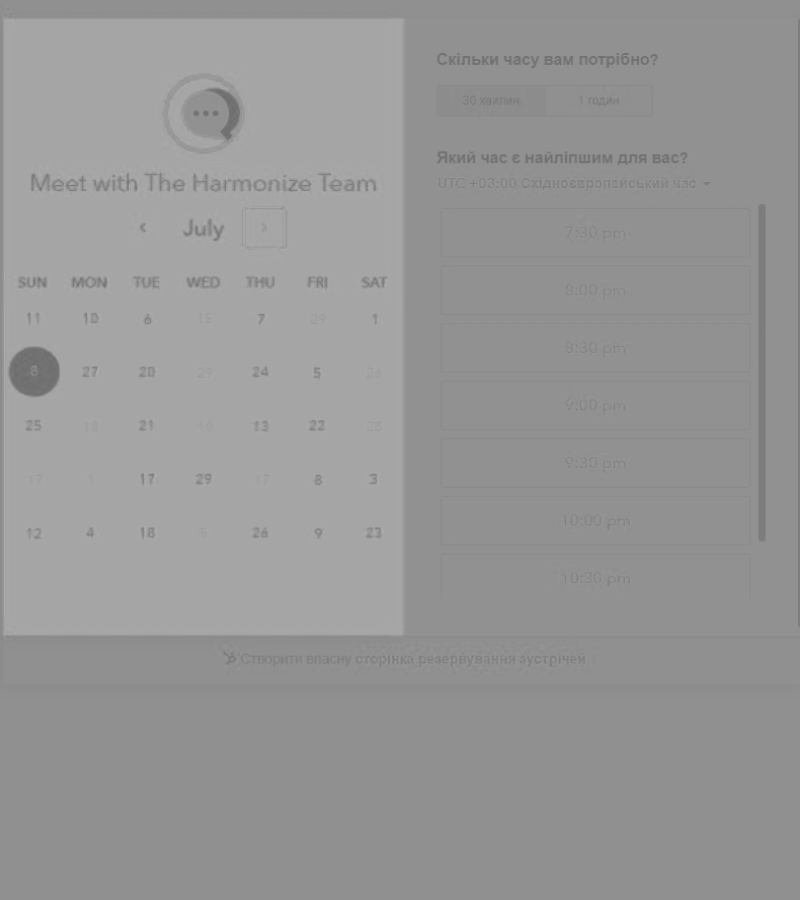 Meet with The Harmonize Team
July
SUN MON TUE WED THU FRI SAT
11 10 6 15 7 29 1
8 27 20 29 24 5 26
25 18 21 19 13 22 28
17 1 17 29 17 8 3
12 4 18 5 26 9 23
Скільки часу вам потрібно?
30 хвилин 1 годин
Який час є найліпшим для вас?
UTC +03:00 Східноєвропейський час
7:30 pm
8:00 pm
8:30 pm
9:00 pm
9:30 pm
10:00 pm
10:30 pm
Створити власну сторінка резервування зустрічей